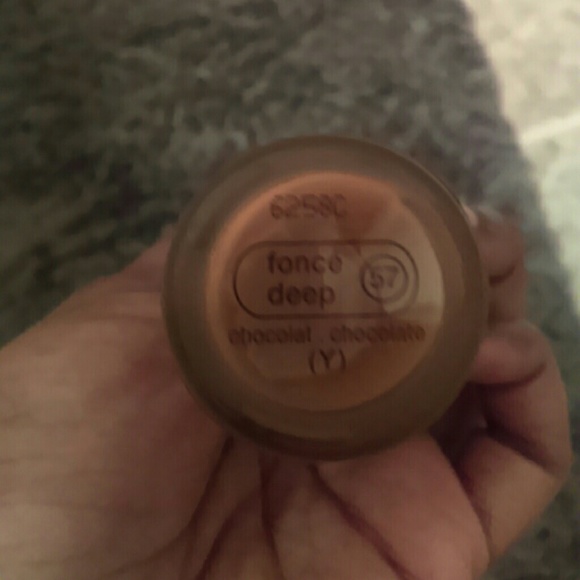 6258C
foncé
deep 57
chocolat . chocolate
(Y)